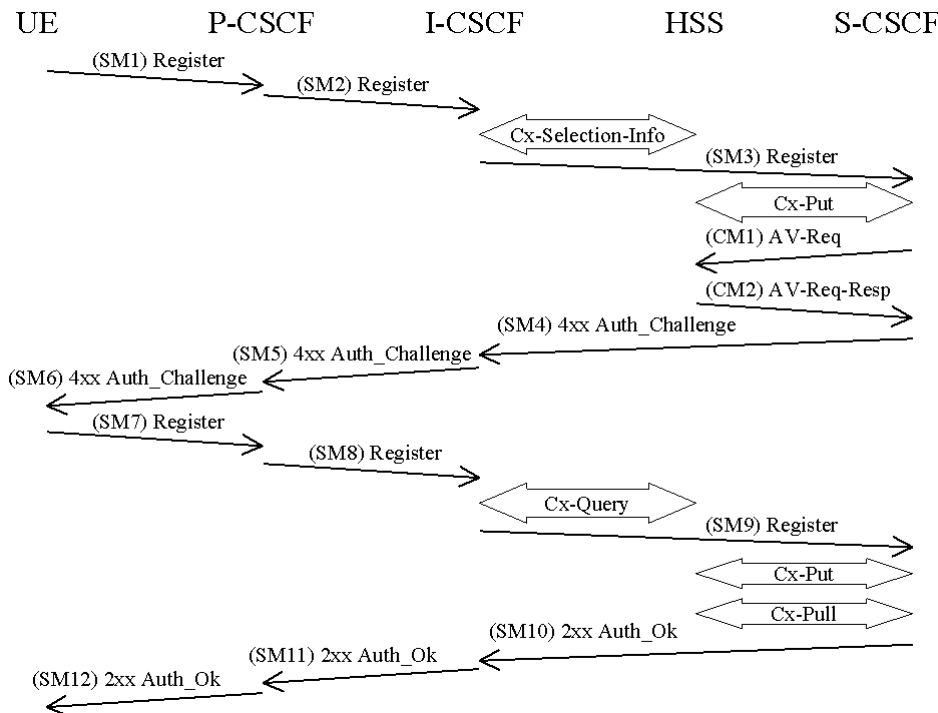 UE P-CSCF I-CSCF HSS S-CSCF
(SM1) Register
(SM2) Register
Cx-Selection-Info
(SM3) Register
Cx-Put
(CM1) AV-Req
(CM2) AV-Req-Resp
(SM4) 4xx Auth_Challenge
(SM5) 4xx Auth_Challenge
(SM6) 4xx Auth_Challenge
(SM7) Register
(SM8) Register
Cx-Query
(SM9) Register
Cx-Put
Cx-Pull
(SM10) 2xx Auth_Ok
(SM11) 2xx Auth_Ok
(SM12) 2xx Auth_Ok